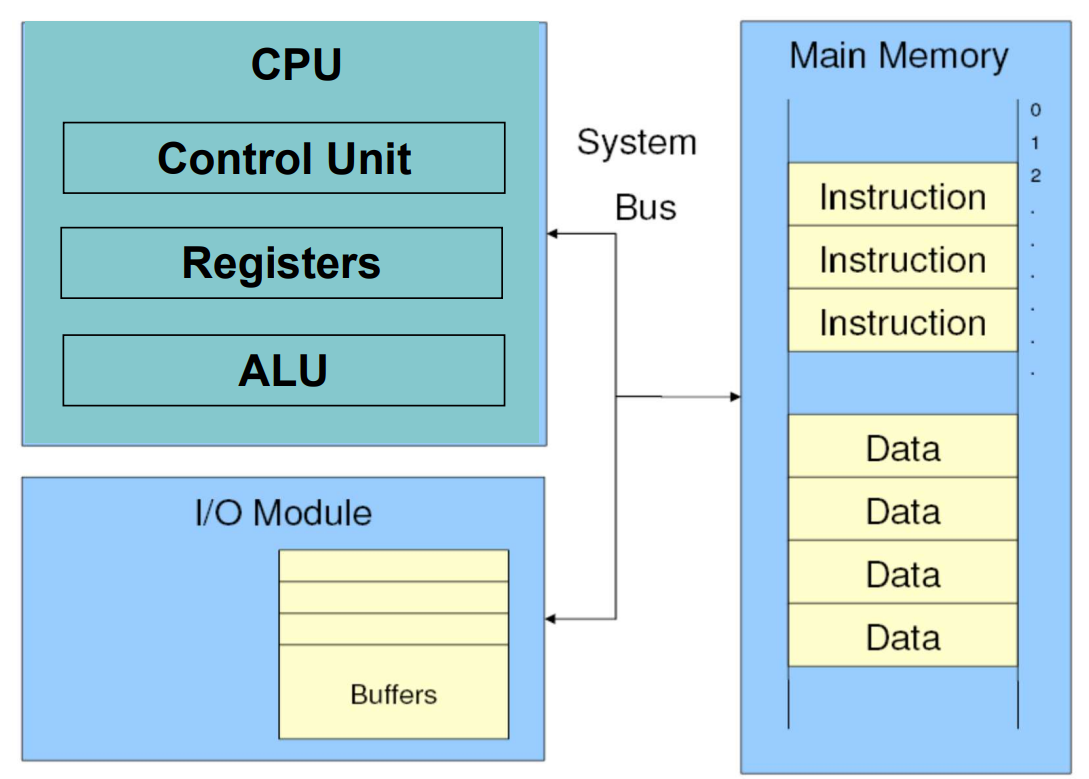 CPU
Control Unit
Registers
ALU
System
Bus
Main Memory
0
1
2
.
.
.
.
.
.
Instruction
Instruction
Instruction
Data
Data
Data
Data
I/O Module
Buffers